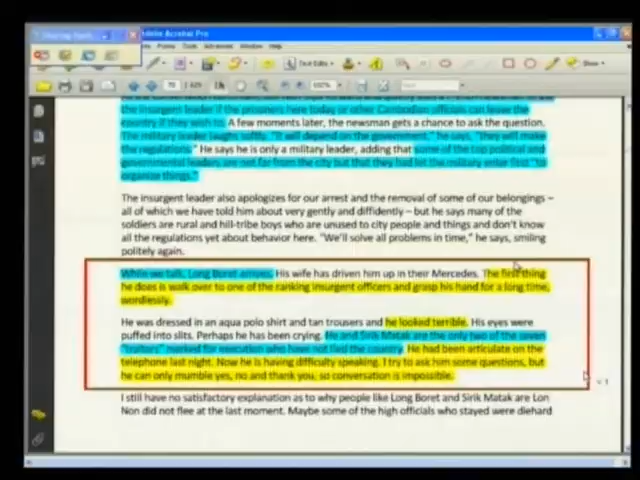 Adobe Acrobat Pro
Tools
Window
Help
Text Edits
Show
the insurgent leader if the prisoners here today or other Cambodian officials can leave the
country if they wish to. A few moments later, the newsman gets a chance to ask the question.
The military leader laughs softly. "It will depend on the government," he says, "they will make
the regulations." He says he is only a military leader, adding that some of the top political and
governmental leaders are not far from the city but that they had let the military enter first "to
organize things."
The insurgent leader also apologizes for our arrest and the removal of some of our belongings –
all of which we have told him about very gently and diffidently – but he says many of the
soldiers are rural and hill-tribe boys who are unused to city people and things and don't know
all the regulations yet about behavior here. "We'll solve all problems in time," he says, smiling
politely again.
While we talk, Long Boret arrives. His wife has driven him up in their Mercedes. The first thing
he does is walk over to one of the ranking insurgent officers and grasp his hand for a long time,
wordlessly.
He was dressed in an aqua polo shirt and tan trousers and he looked terrible. His eyes were
puffed into slits. Perhaps he has been crying. He and Sirik Matak are the only two of the seven
"traitors" marked for execution who have not fled the country. He had been articulate on the
telephone last night. Now he is having difficulty speaking. I try to ask him some questions, but
he can only mumble yes, no and thank you, so conversation is impossible.
I still have no satisfactory explanation as to why people like Long Boret and Sirik Matak are Lon
Non did not flee at the last moment. Maybe some of the high officials who stayed were diehard